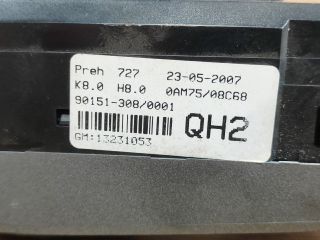 Preh 727 23-05-2007
K8.0 H8.0 0AM75/08C68
90151-308/0001
QH2
GM:13231053